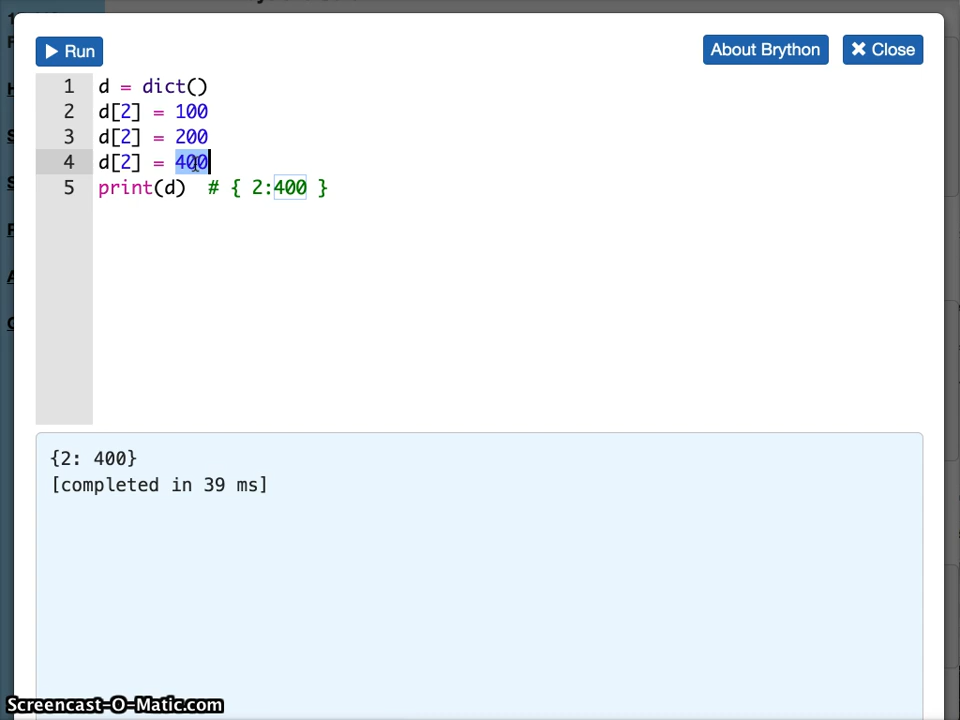 Run
About Brython
Close
1 d = dict()
2 d[2] = 100
3 d[2] = 200
4 d[2] = 400
5 print(d)  # { 2:400 }
{2: 400}
[completed in 39 ms]
Screencast-O-Matic.com